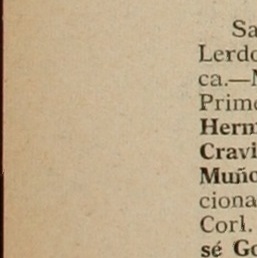 Sa
Lerdo
ca.—M
Prime
Herm
Cravi
Muño
ciona
Corl.
sé Go